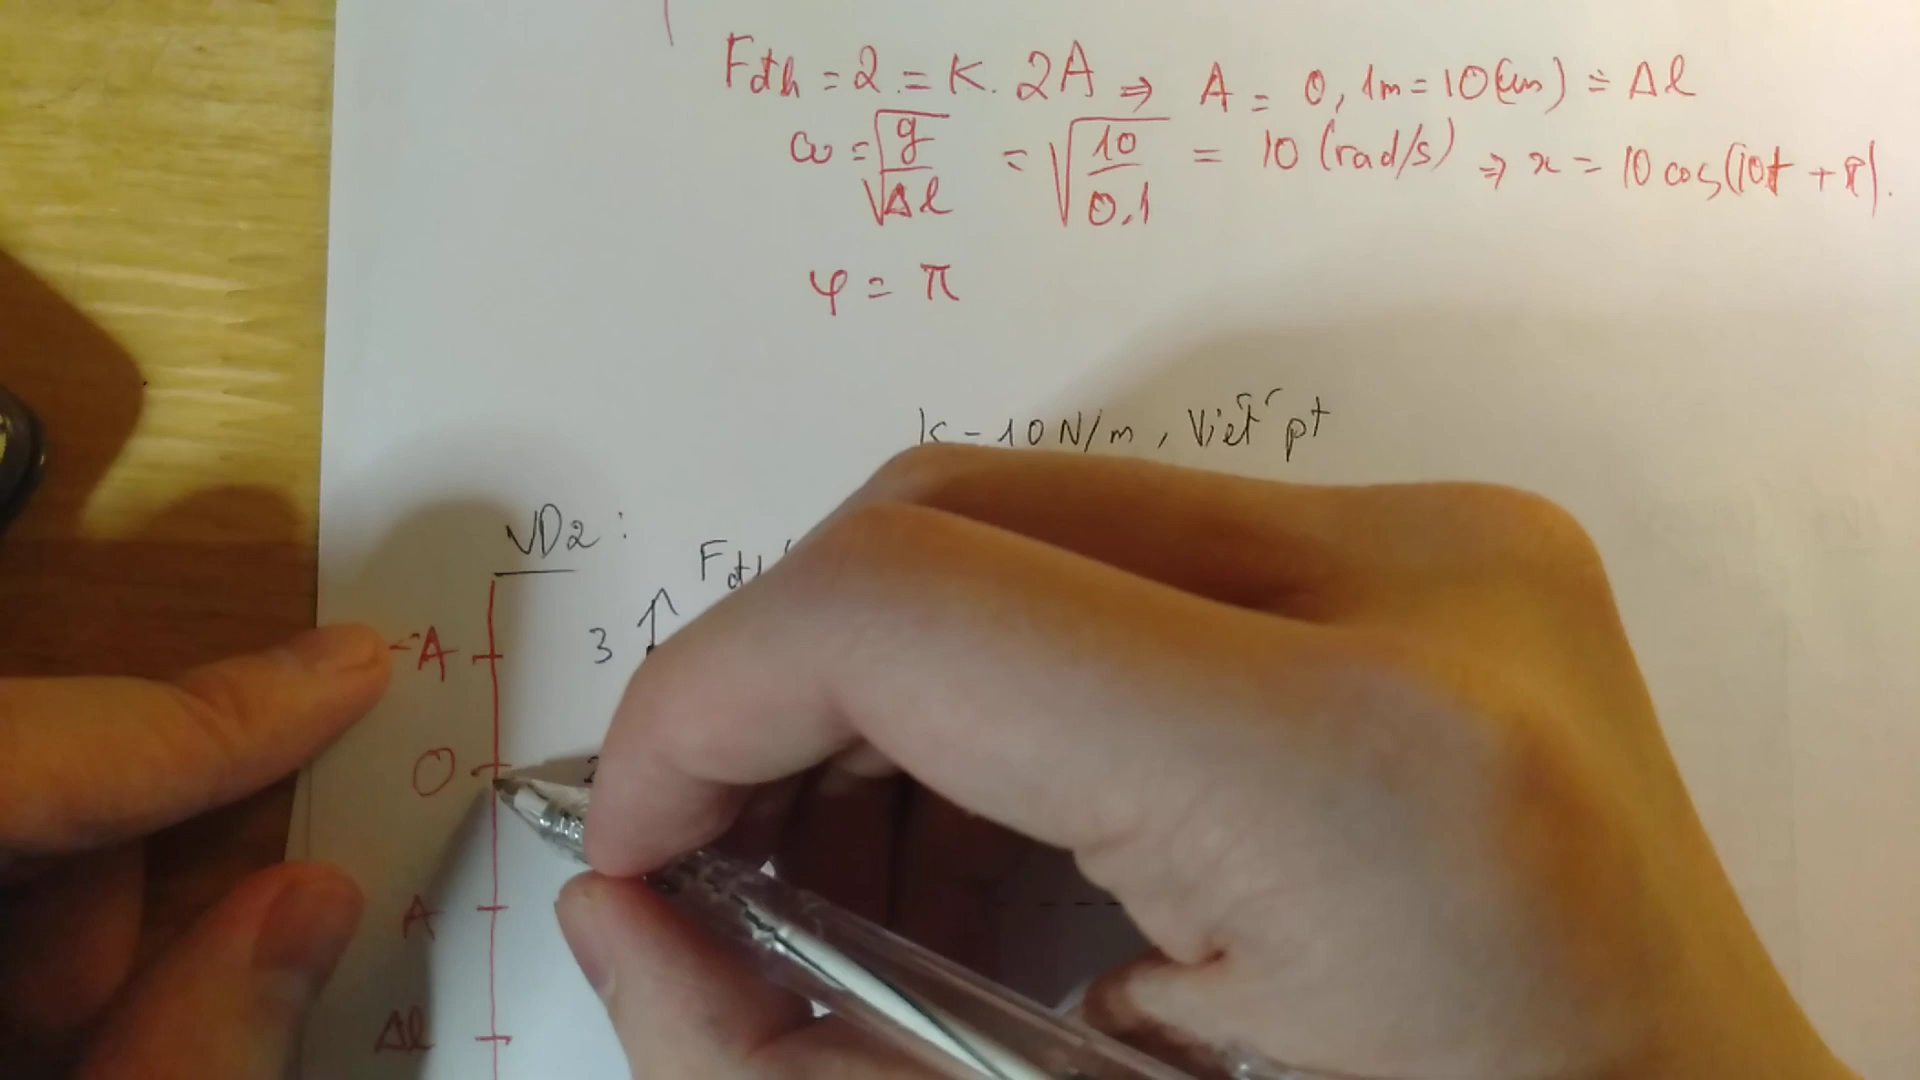 Fđh = 2 = K. 2A ⇒ A = 0,1m = 10(cm) = Δl
ω = √(g/Δl) = √(10/0,1) = 10 (rad/s) ⇒ x = 10 cos(10t + π).
φ = π
K = 10 N/m, Viết pt
VD2:
Fđh
-A
3
O
A
Δl